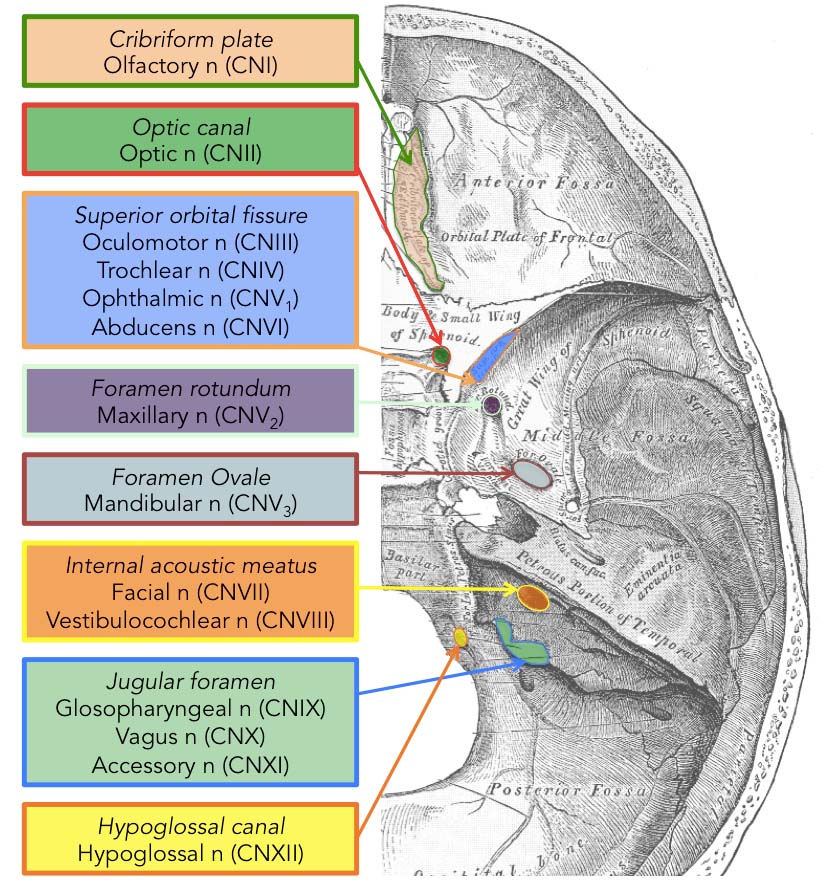 Cribriform plate
Olfactory n (CNI)
Optic canal
Optic n (CNII)
Superior orbital fissure
Oculomotor n (CNIII)
Trochlear n (CNIV)
Ophthalmic n (CNV₁)
Abducens n (CNVI)
Foramen rotundum
Maxillary n (CNV₂)
Foramen Ovale
Mandibular n (CNV₃)
Internal acoustic meatus
Facial n (CNVII)
Vestibulocochlear n (CNVIII)
Jugular foramen
Glosopharyngeal n (CNIX)
Vagus n (CNX)
Accessory n (CNXI)
Hypoglossal canal
Hypoglossal n (CNXII)
Anterior Fossa
Orbital Plate of Frontal
Body & Small Wing
of Sphenoid.
Great Wing of
Sphenoid
Middle Fossa
For. Oval
Basilar
part
Petrous Portion of Temporal
Eminentia
arcuata
Posterior Fossa
bone